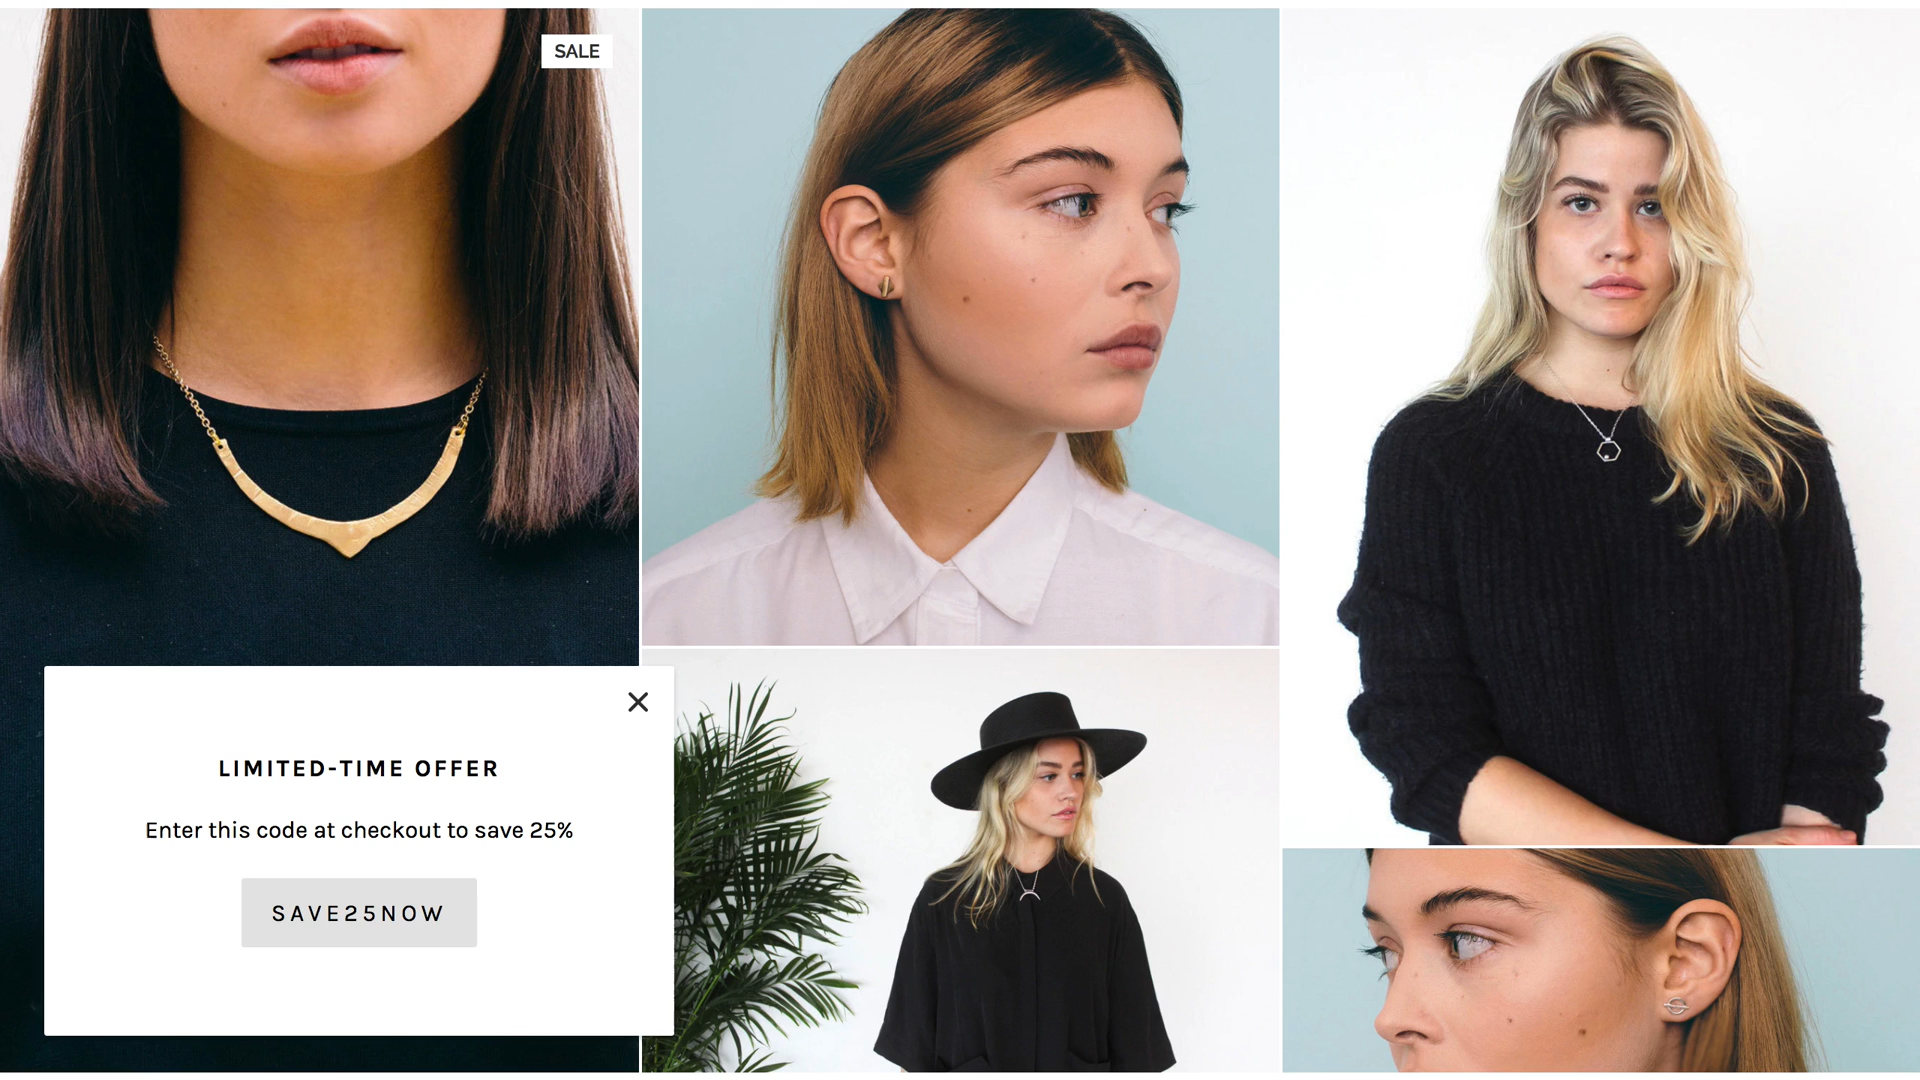 SALE
LIMITED-TIME OFFER
Enter this code at checkout to save 25%
SAVE25NOW